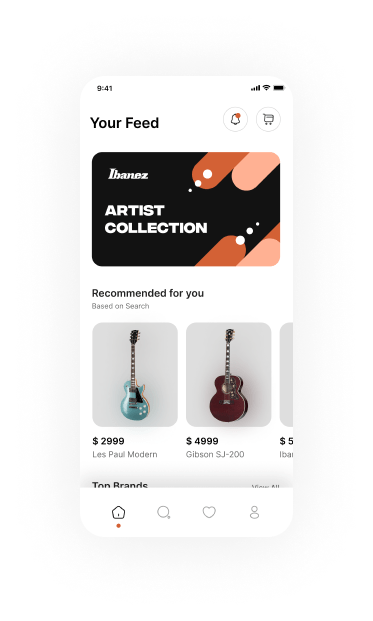 9:41
Your Feed
Ibanez
ARTIST
COLLECTION
Recommended for you
Based on Search
$ 2999
$ 4999
$ 5
Les Paul Modern
Gibson SJ-200
Iba
Top Brands
View All